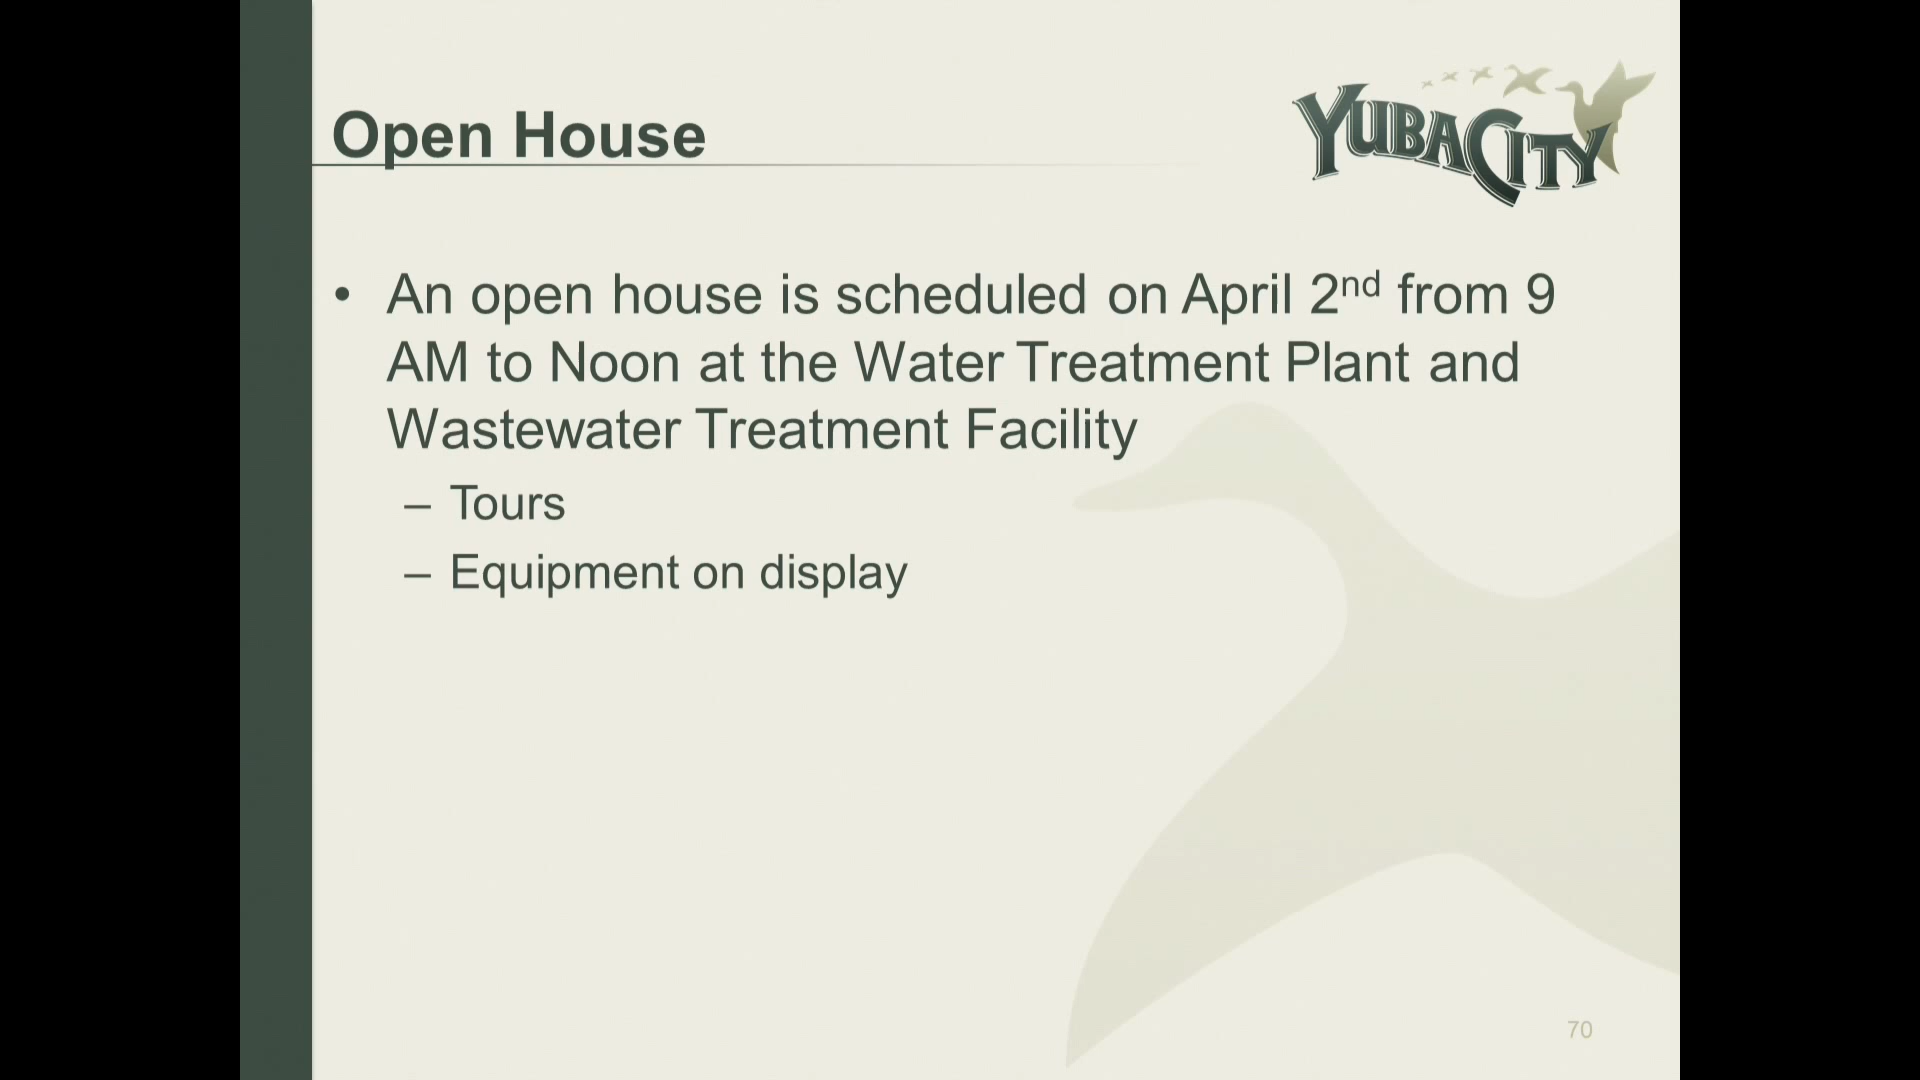 Open House
YUBA CITY
• An open house is scheduled on April 2nd from 9
AM to Noon at the Water Treatment Plant and
Wastewater Treatment Facility
– Tours
– Equipment on display
70